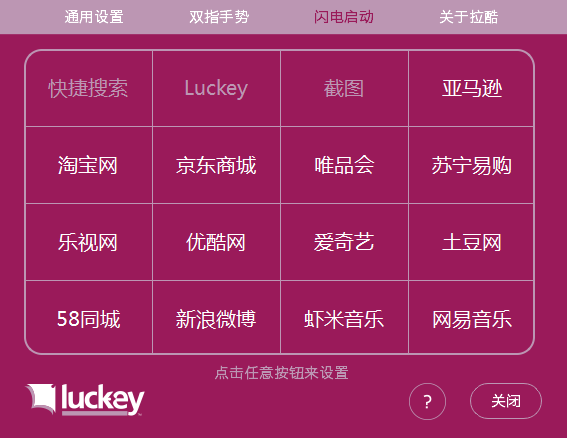 通用设置 双指手势 闪电启动 关于拉酷
快捷搜索 Luckey 截图 亚马逊
淘宝网 京东商城 唯品会 苏宁易购
乐视网 优酷网 爱奇艺 土豆网
58同城 新浪微博 虾米音乐 网易音乐
点击任意按钮来设置
luckey ? 关闭